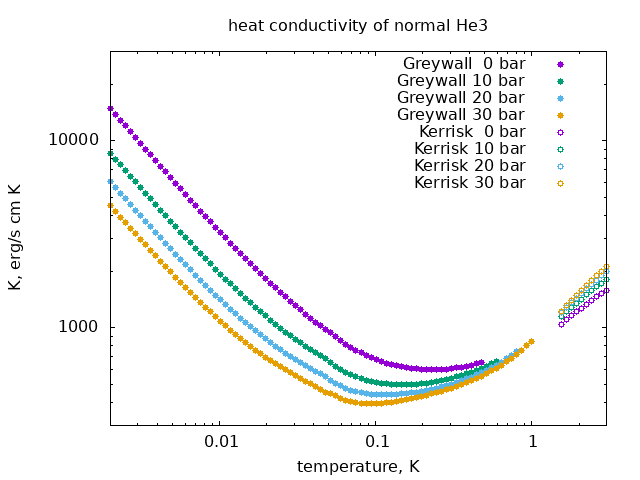 heat conductivity of normal He3
Greywall  0 bar
Greywall 10 bar
Greywall 20 bar
Greywall 30 bar
Kerrisk  0 bar
Kerrisk 10 bar
Kerrisk 20 bar
Kerrisk 30 bar
10000
1000
K, erg/s cm K
0.01 0.1 1
temperature, K